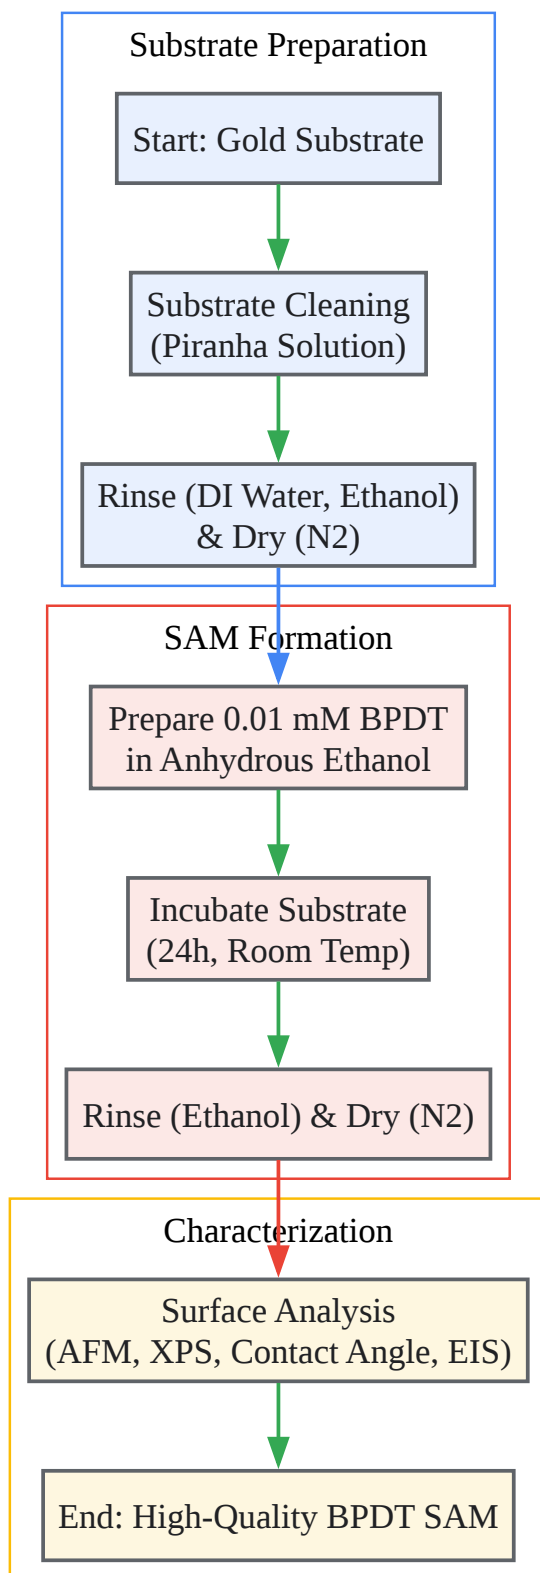 Substrate Preparation
Start: Gold Substrate
Substrate Cleaning
(Piranha Solution)
Rinse (DI Water, Ethanol)
& Dry (N2)
SAM Formation
Prepare 0.01 mM BPDT
in Anhydrous Ethanol
Incubate Substrate
(24h, Room Temp)
Rinse (Ethanol) & Dry (N2)
Characterization
Surface Analysis
(AFM, XPS, Contact Angle, EIS)
End: High-Quality BPDT SAM